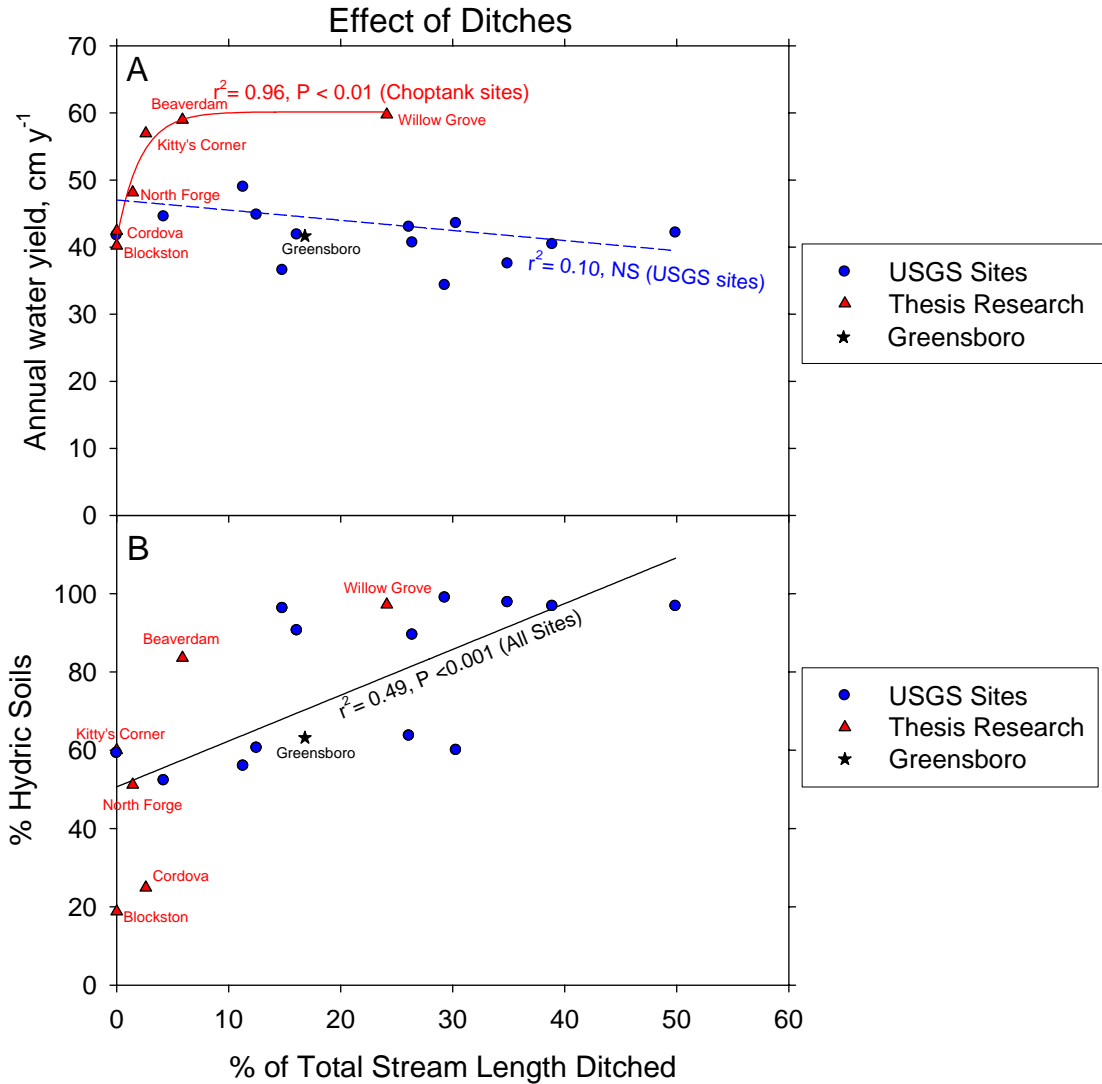 Effect of Ditches
A
r²= 0.96, P < 0.01 (Choptank sites)
Beaverdam
Willow Grove
Kitty's Corner
North Forge
Cordova
Blockston
Greensboro
r²= 0.10, NS (USGS sites)
Annual water yield, cm y⁻¹
70
60
50
40
30
20
10
0
USGS Sites
Thesis Research
Greensboro
B
Willow Grove
Beaverdam
Kitty's Corner
r²= 0.49, P <0.001 (All Sites)
Greensboro
North Forge
Cordova
Blockston
% Hydric Soils
100
80
60
40
20
0
USGS Sites
Thesis Research
Greensboro
0 10 20 30 40 50 60
% of Total Stream Length Ditched